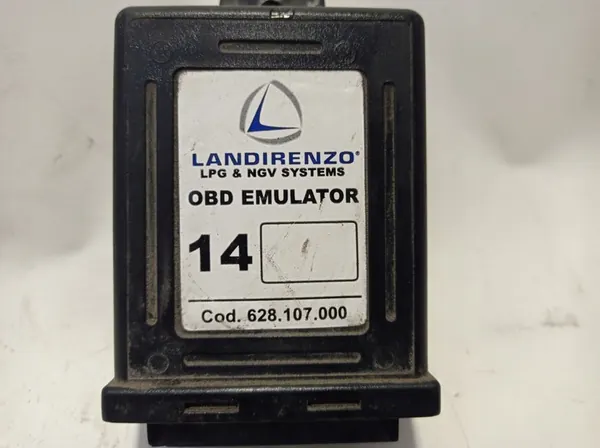 LANDIRENZO®
LPG & NGV SYSTEMS
OBD EMULATOR
14
Cod. 628.107.000